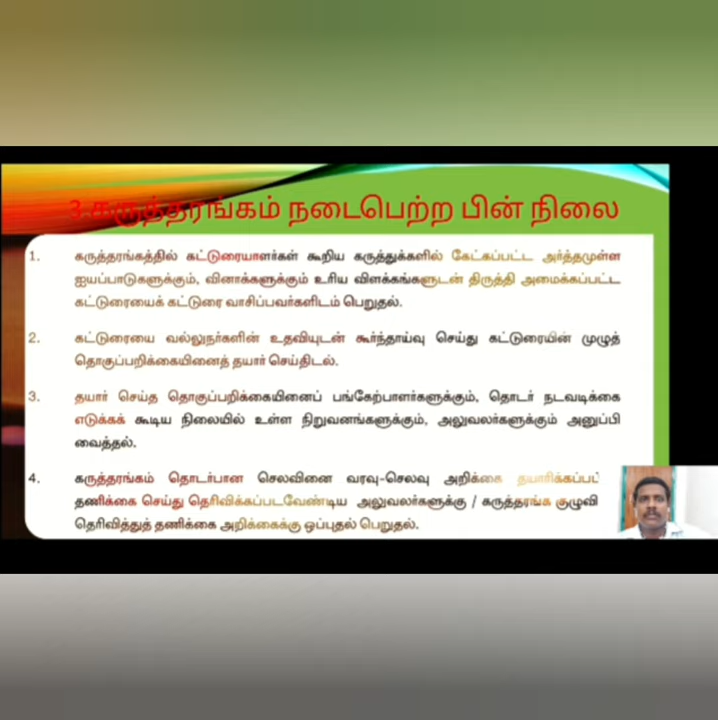 3.கருத்தரங்கம் நடைபெற்ற பின் நிலை
1. கருத்தரங்கத்தில் கட்டுரையாளர்கள் கூறிய கருத்துக்களில் கேட்கப்பட்ட அர்த்தமுள்ள
ஐயப்பாடுகளுக்கும், வினாக்களுக்கும் உரிய விளக்கங்களுடன் திருத்தி அமைக்கப்பட்ட
கட்டுரையைக் கட்டுரை வாசிப்பவர்களிடம் பெறுதல்.
2. கட்டுரையை வல்லுநர்களின் உதவியுடன் கூர்ந்தாய்வு செய்து கட்டுரையின் முழுத்
தொகுப்பறிக்கையினைத் தயார் செய்திடல்.
3. தயார் செய்த தொகுப்பறிக்கையினைப் பங்கேற்பாளர்களுக்கும், தொடர் நடவடிக்கை
எடுக்கக் கூடிய நிலையில் உள்ள நிறுவனங்களுக்கும், அலுவலர்களுக்கும் அனுப்பி
வைத்தல்.
4. கருத்தரங்கம் தொடர்பான செலவினை வரவு-செலவு அறிக்கை
தணிக்கை செய்து தெரிவிக்கப்படவேண்டிய அலுவலர்களுக்கு / கருத்தரங்க
தெரிவித்துத் தணிக்கை அறிக்கைக்கு ஒப்புதல் பெறுதல்.